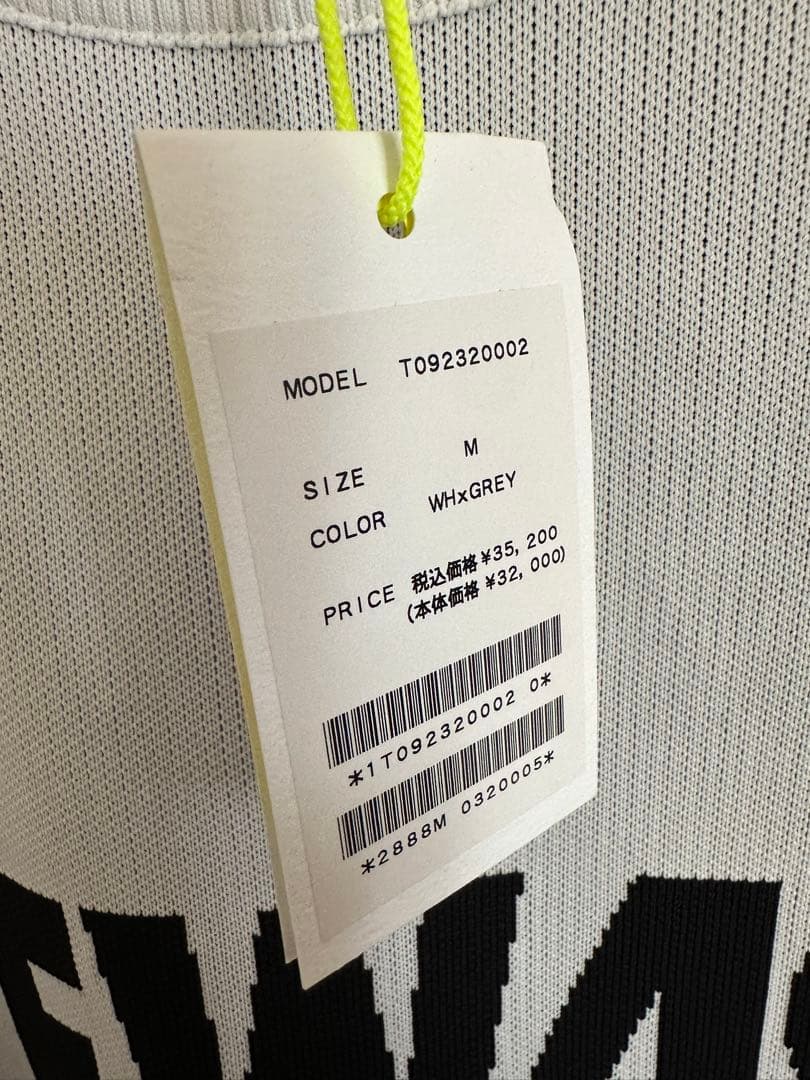 MODEL T092320002
SIZE M
COLOR WHxGREY
PRICE 税込価格 ¥35,200
(本体価格 ¥32,000)
*1T092320002 0*
*2888M 0320005*